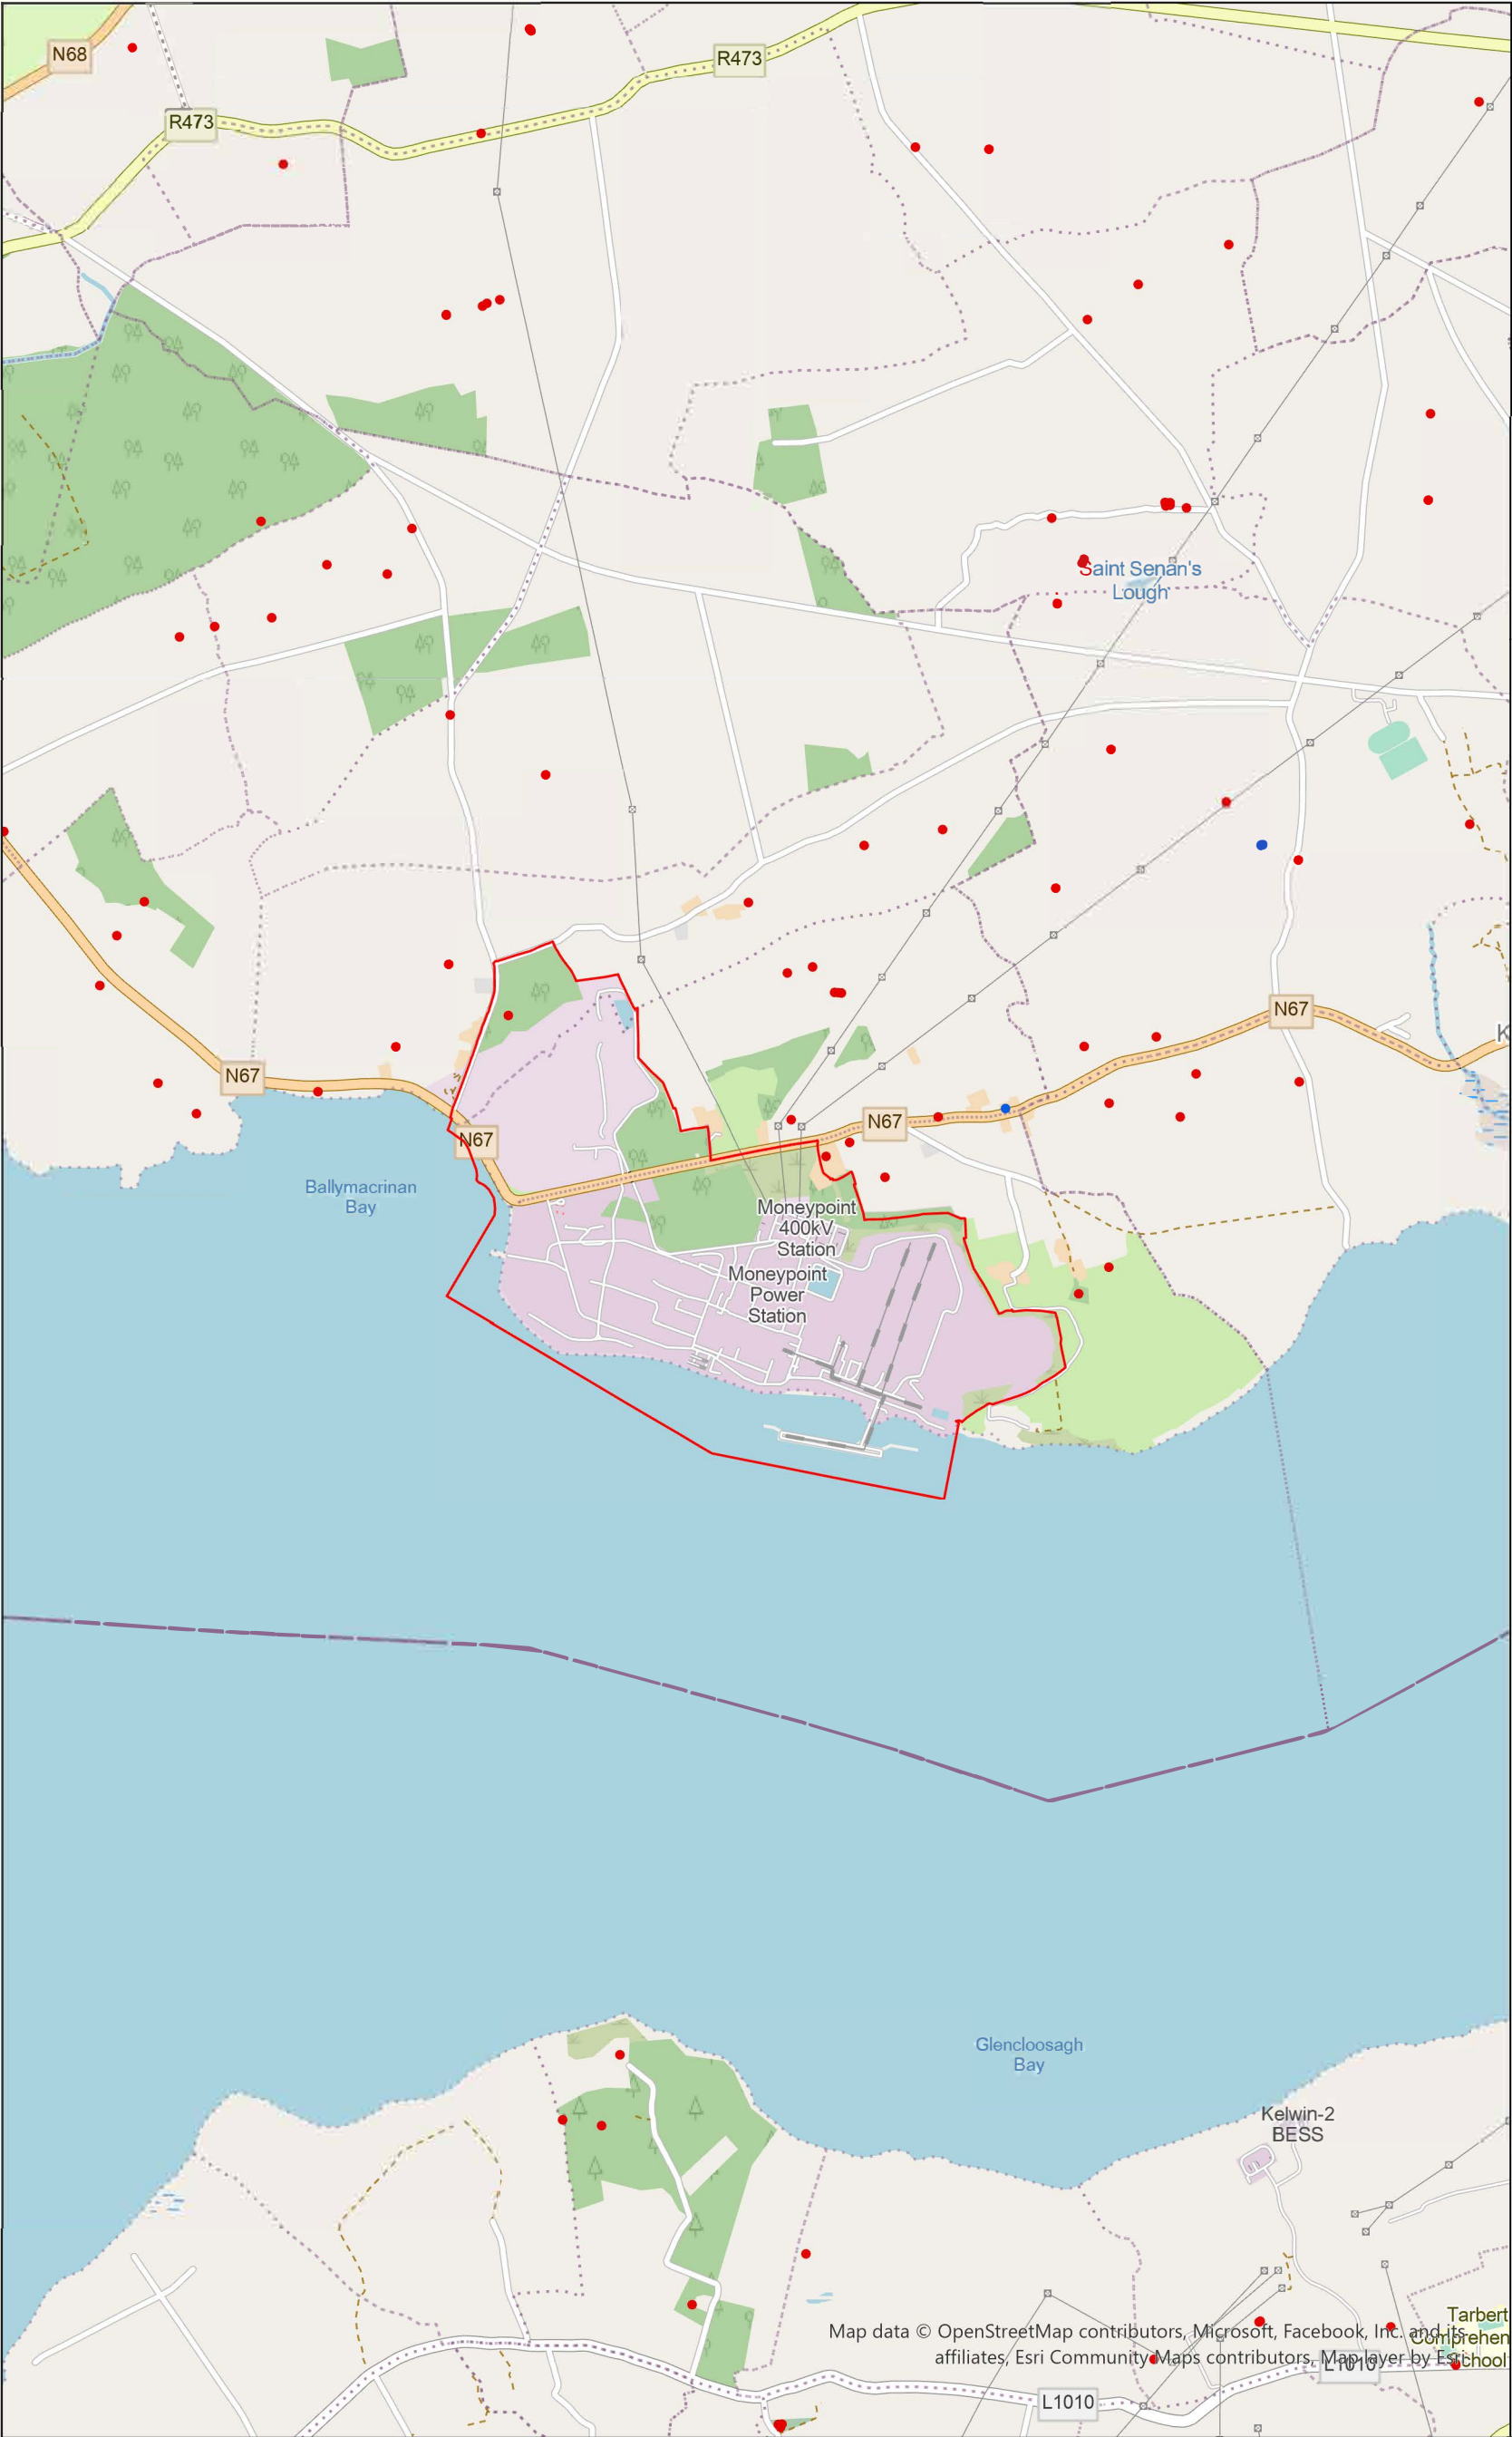 N68
R473
R473
Saint Senan's
Lough
N67
N67
K
N67
N67
Ballymacrinan
Bay
Moneypoint
400kV
Station
Moneypoint
Power
Station
Glencloosagh
Bay
Kelwin-2
BESS
Tarbert
Comprehen
School
Map data © OpenStreetMap contributors, Microsoft, Facebook, Inc. and its
affiliates, Esri Community Maps contributors, Map layer by Esri
L1010
L1010